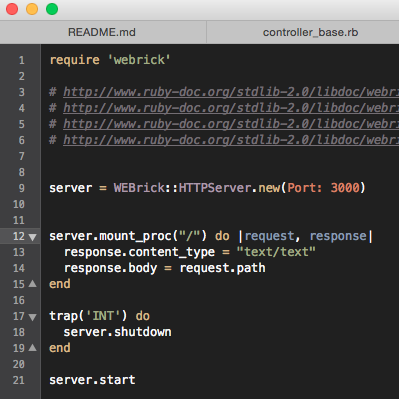 README.md controller_base.rb
1 require 'webrick'
2
3 # http://www.ruby-doc.org/stdlib-2.0/libdoc/webri
4 # http://www.ruby-doc.org/stdlib-2.0/libdoc/webri
5 # http://www.ruby-doc.org/stdlib-2.0/libdoc/webri
6 # http://www.ruby-doc.org/stdlib-2.0/libdoc/webri
7
8
9 server = WEBrick::HTTPServer.new(Port: 3000)
10
11
12 server.mount_proc("/") do |request, response|
13 response.content_type = "text/text"
14 response.body = request.path
15 end
16
17 trap('INT') do
18 server.shutdown
19 end
20
21 server.start